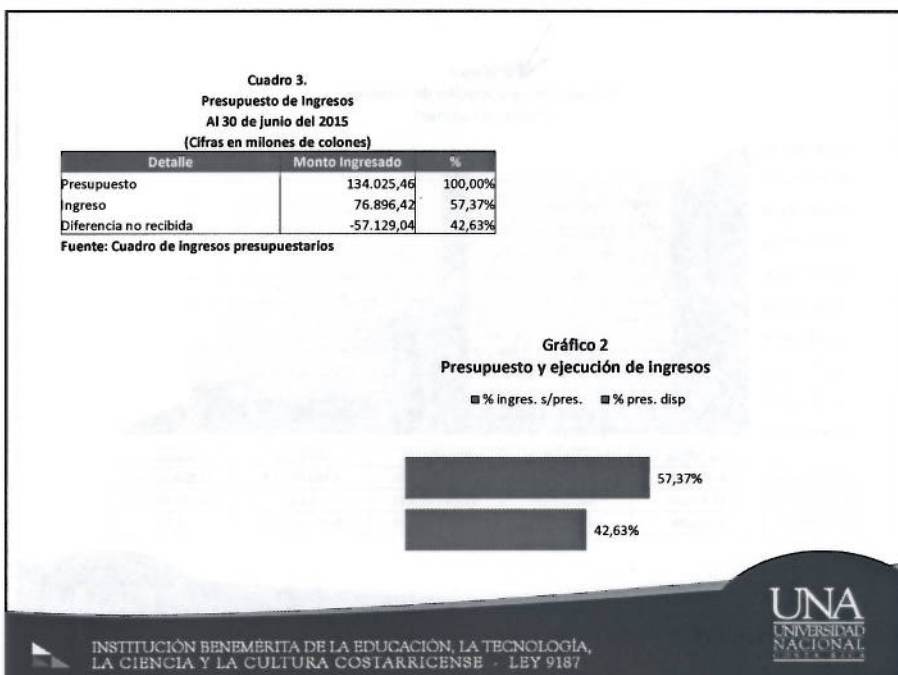 Cuadro 3.
Presupuesto de Ingresos
Al 30 de junio del 2015
(Cifras en milones de colones)
Detalle Monto Ingresado %
Presupuesto 134.025,46 100,00%
Ingreso 76.896,42 57,37%
Diferencia no recibida -57.129,04 42,63%
Fuente: Cuadro de ingresos presupuestarios
Gráfico 2
Presupuesto y ejecución de ingresos
% ingres. s/pres. % pres. disp
57,37%
42,63%
INSTITUCIÓN BENEMÉRITA DE LA EDUCACIÓN, LA TECNOLOGÍA,
LA CIENCIA Y LA CULTURA COSTARRICENSE - LEY 9187
UNA
UNIVERSIDAD
NACIONAL
COSTA RICA